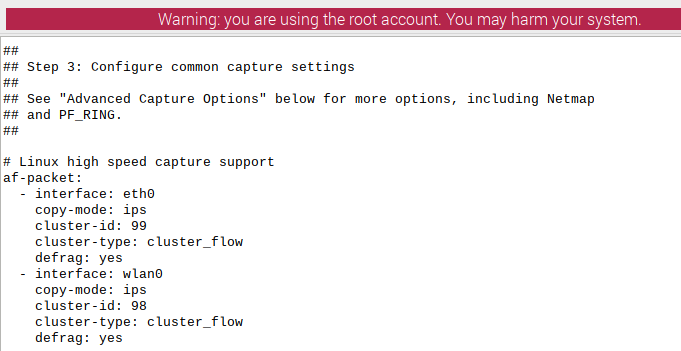 Warning: you are using the root account. You may harm your system.
##
## Step 3: Configure common capture settings
##
## See "Advanced Capture Options" below for more options, including Netmap
## and PF_RING.
##
# Linux high speed capture support
af-packet:
  - interface: eth0
    copy-mode: ips
    cluster-id: 99
    cluster-type: cluster_flow
    defrag: yes
  - interface: wlan0
    copy-mode: ips
    cluster-id: 98
    cluster-type: cluster_flow
    defrag: yes